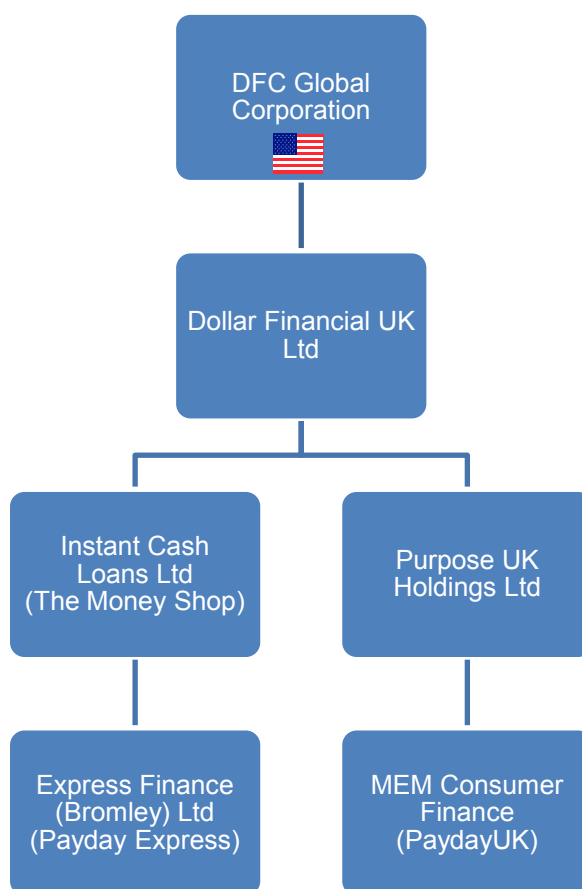 DFC Global
Corporation
Dollar Financial UK
Ltd
Instant Cash
Loans Ltd
(The Money Shop)
Purpose UK
Holdings Ltd
Express Finance
(Bromley) Ltd
(Payday Express)
MEM Consumer
Finance
(PaydayUK)